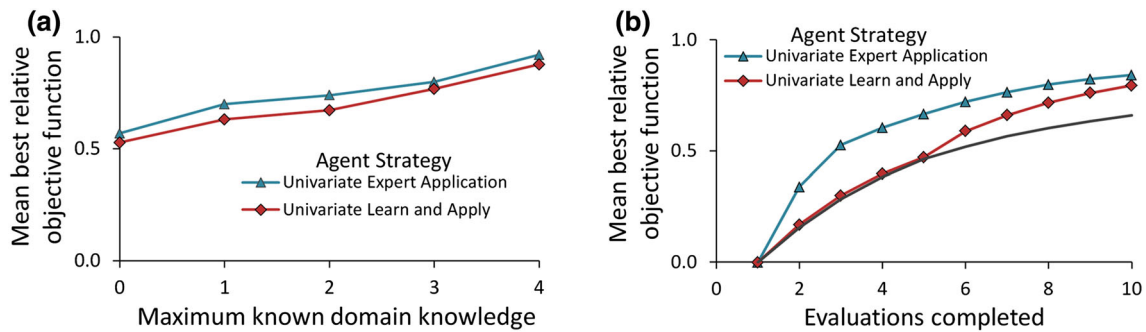 (a)
Mean best relative
objective function
1.0
0.5
0.0
Agent Strategy
Univariate Expert Application
Univariate Learn and Apply
0 1 2 3 4
Maximum known domain knowledge
(b)
Mean best relative
objective function
1.0
0.5
0.0
Agent Strategy
Univariate Expert Application
Univariate Learn and Apply
0 2 4 6 8 10
Evaluations completed